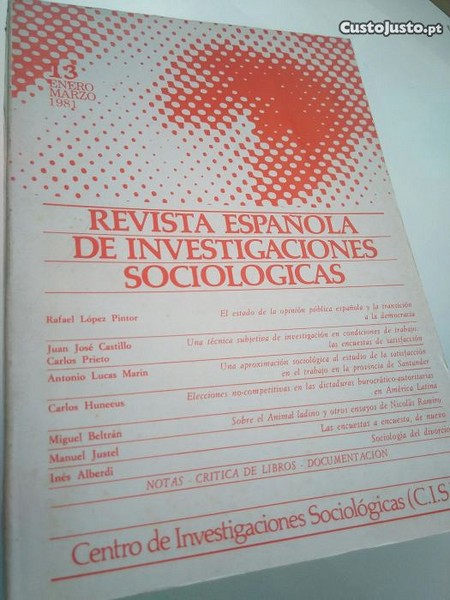 CustoJusto.pt
13
ENERO
MARZO
1981
REVISTA ESPAÑOLA
DE INVESTIGACIONES
SOCIOLOGICAS
Rafael López Pintor
El estado de la opinión pública española y la transición
a la democracia
Juan José Castillo
Carlos Prieto
Una técnica subjetiva de investigación en condiciones de trabajo:
las encuestas de satisfacción
Antonio Lucas Marín
Una aproximación sociológica al estudio de la satisfacción
en el trabajo en la provincia de Santander
Carlos Huneeus
Elecciones no-competitivas en las dictaduras burocrático-autoritarias
en América Latina
Miguel Beltrán
Sobre el Animal ladino y otros ensayos de Nicolás Ramiro
Manuel Justel
Las encuestas a encuesta, de nuevo
Inés Alberdi
Sociología del divorcio
NOTAS - CRITICA DE LIBROS - DOCUMENTACION
Centro de Investigaciones Sociológicas (C.I.S